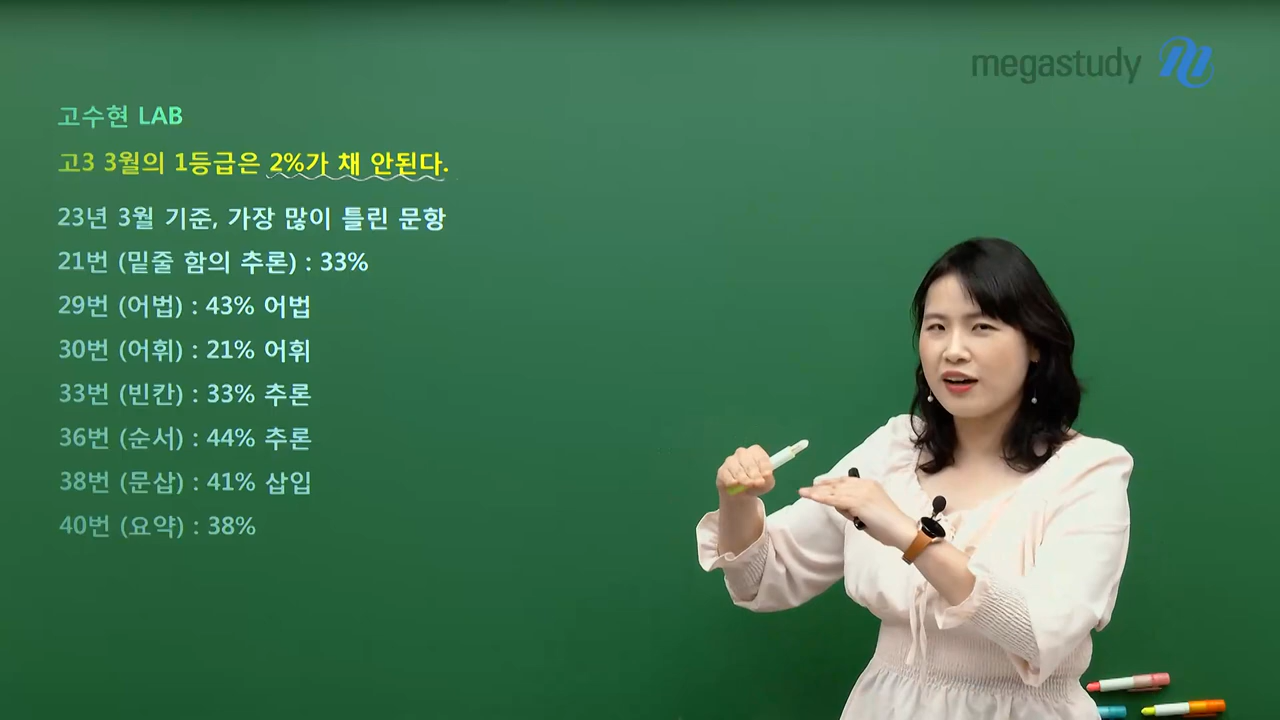 megastudy
고수현 LAB
고3 3월의 1등급은 2%가 채 안된다.
23년 3월 기준, 가장 많이 틀린 문항
21번 (밑줄 함의 추론) : 33%
29번 (어법) : 43% 어법
30번 (어휘) : 21% 어휘
33번 (빈칸) : 33% 추론
36번 (순서) : 44% 추론
38번 (문삽) : 41% 삽입
40번 (요약) : 38%